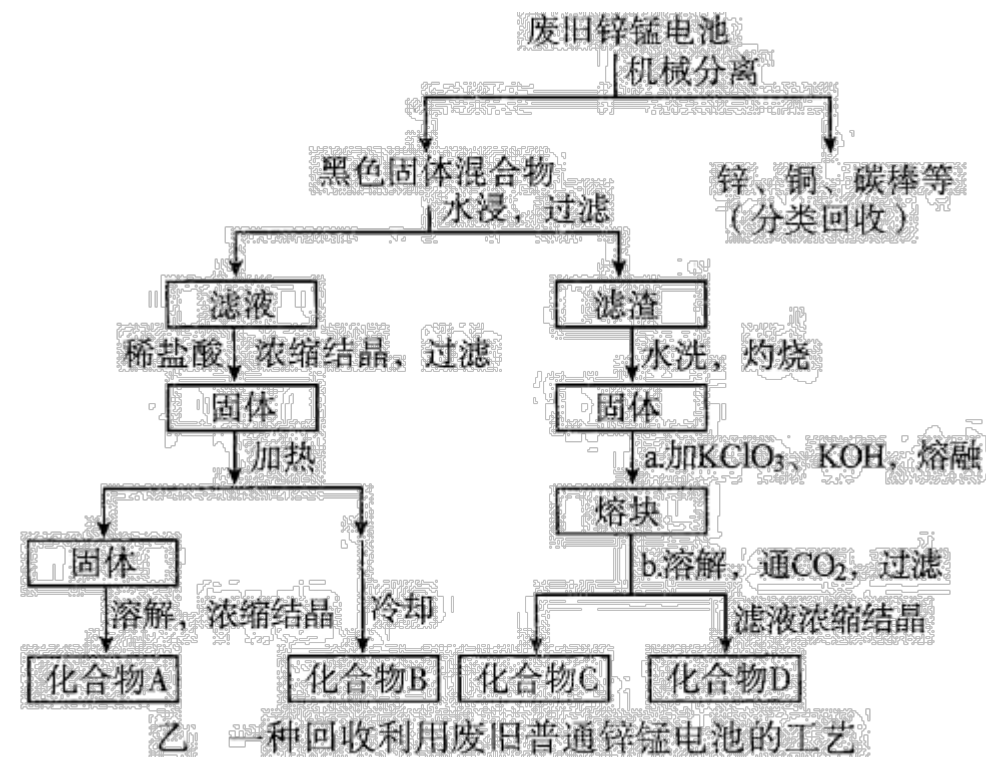 废旧锌锰电池
机械分离
黑色固体混合物
锌、铜、碳棒等
（分类回收）
水浸，过滤
滤液
滤渣
稀盐酸
浓缩结晶，过滤
水洗，灼烧
固体
固体
加热
a.加KClO₃、KOH，熔融
熔块
固体
b.溶解，通CO₂，过滤
溶解，浓缩结晶
冷却
滤液浓缩结晶
化合物A
化合物B
化合物C
化合物D
乙 一种回收利用废旧普通锌锰电池的工艺